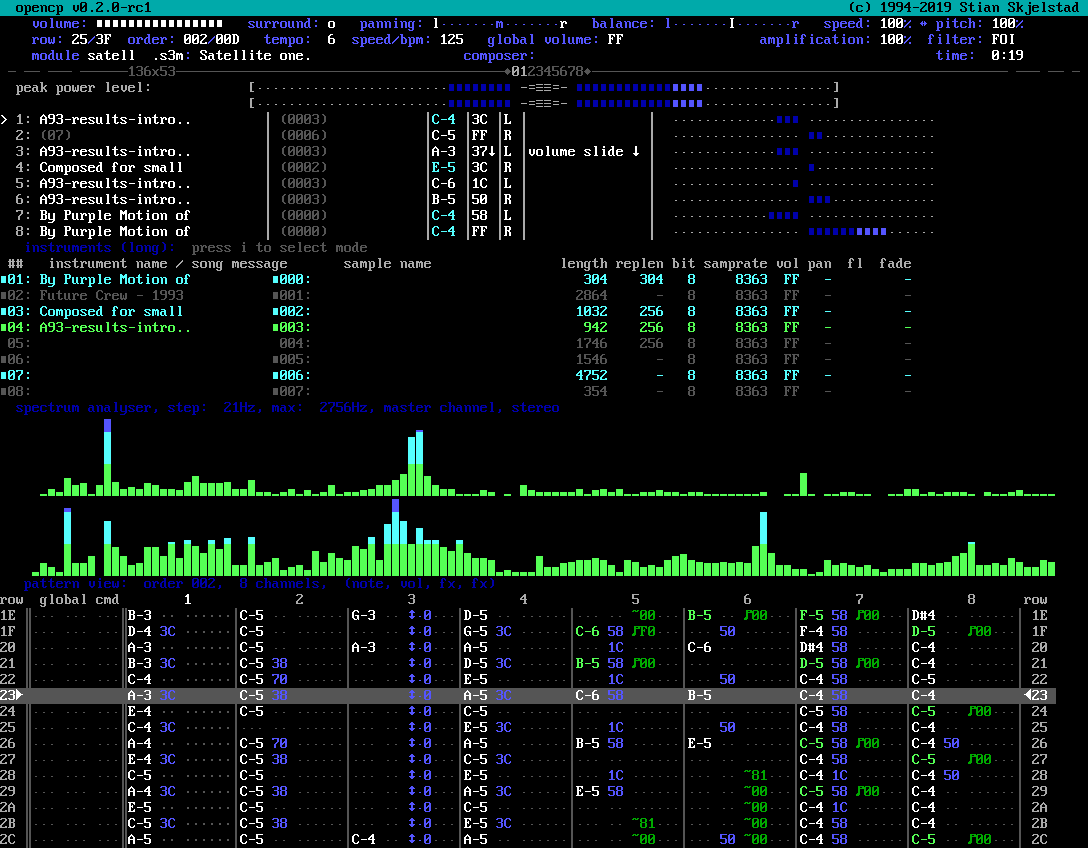 opencp v0.2.0-rc1 (c) 1994-2019 Stian Skjelstad
volume: surround: o panning: l·······m·······r balance: l·······I·······r speed: 100% ↔ pitch: 100%
row: 25/3F order: 002/00D tempo: 6 speed/bpm: 125 global volume: FF amplification: 100% filter: FOI
module satell .s3m: Satellite one. composer: time: 0:19
136x53 ◆012345678◆
peak power level:
> 1: A93-results-intro.. (0003) C-4 3C L
2: (07) (0006) C-5 FF R
3: A93-results-intro.. (0003) A-3 37↓ L volume slide ↓
4: Composed for small (0002) E-5 3C R
5: A93-results-intro.. (0003) C-6 1C L
6: A93-results-intro.. (0003) B-5 50 R
7: By Purple Motion of (0000) C-4 58 L
8: By Purple Motion of (0000) C-4 FF R
instruments (long): press i to select mode
## instrument name / song message sample name length replen bit samprate vol pan fl fade
01: By Purple Motion of 000: 304 304 8 8363 FF - -
02: Future Crew - 1993 001: 2864 - 8 8363 FF - -
03: Composed for small 002: 1032 256 8 8363 FF - -
04: A93-results-intro.. 003: 942 256 8 8363 FF - -
05: 004: 1746 256 8 8363 FF - -
06: 005: 1546 - 8 8363 FF - -
07: 006: 4752 - 8 8363 FF - -
08: 007: 354 - 8 8363 FF - -
spectrum analyser, step: 21Hz, max: 2756Hz, master channel, stereo
pattern view: order 002, 8 channels, (note, vol, fx, fx)
row global cmd 1 2 3 4 5 6 7 8 row
1E B-3 C-5 G-3 ↕·0 D-5 ~00 B-5 ♬00 F-5 58 ♬00 D#4 1E
1F D-4 3C C-5 ↕·0 G-5 3C C-6 58 ♬F0 50 F-4 58 D-5 ♬00 1F
20 A-3 C-5 A-3 ↕·0 A-5 1C C-6 D#4 58 C-4 20
21 B-3 3C C-5 38 ↕·0 D-5 3C B-5 58 ♬00 D-5 58 ♬00 C-4 21
22 C-4 C-5 70 ↕·0 E-5 1C 50 C-4 58 C-5 22
23 A-3 3C C-5 38 ↕·0 A-5 3C C-6 58 B-5 C-4 58 C-4 23
24 E-4 C-5 ↕·0 C-5 C-5 58 C-5 ♬00 24
25 C-4 3C ↕·0 E-5 3C 1C 50 C-4 58 C-4 25
26 A-4 C-5 70 ↕·0 A-5 B-5 58 E-5 C-5 58 ♬00 C-4 50 26
27 E-4 3C C-5 38 ↕·0 C-5 3C C-4 58 C-5 ♬00 27
28 C-5 C-5 ↕·0 E-5 1C ~81 C-4 1C C-4 50 28
29 A-4 3C C-5 38 ↕·0 A-5 3C E-5 58 ~00 C-5 58 ♬00 C-4 29
2A E-5 C-5 ↕·0 C-5 ~00 C-4 1C C-4 2A
2B C-5 3C C-5 38 ↕·0 E-5 3C ~81 ~00 C-4 58 C-4 2B
2C A-5 C-5 C-4 ↕·0 A-5 ~00 50 ~00 C-4 58 C-5 ♬00 2C